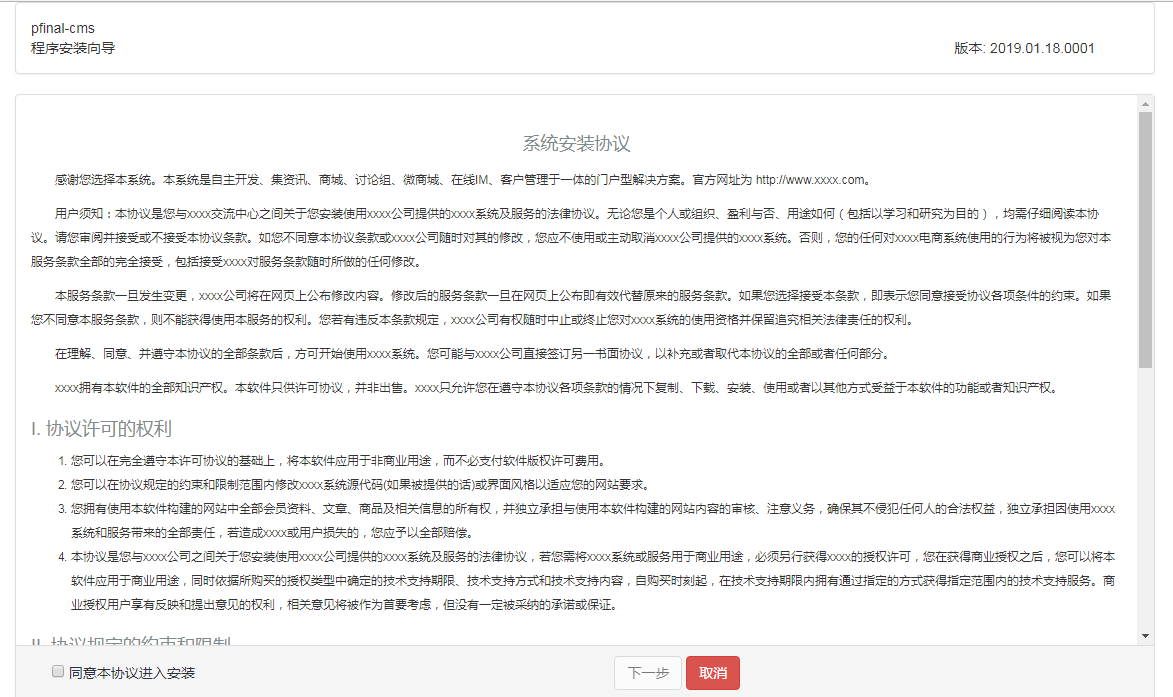 pfinal-cms
程序安装向导
版本: 2019.01.18.0001
系统安装协议
感谢您选择本系统。本系统是自主开发、集资讯、商城、讨论组、微商城、在线IM、客户管理于一体的门户型解决方案。官方网址为 http://www.xxxx.com。
用户须知：本协议是您与xxxx交流中心之间关于您安装使用xxxx公司提供的xxxx系统及服务的法律协议。无论您是个人或组织、盈利与否、用途如何（包括以学习和研究为目的），均需仔细阅读本协
议。请您审阅并接受或不接受本协议条款。如您不同意本协议条款或xxxx公司随时对其的修改，您应不使用或主动取消xxxx公司提供的xxxx系统。否则，您的任何对xxxx电商系统使用的行为将被视为您对本
服务条款全部的完全接受，包括接受xxxx对服务条款随时所做的任何修改。
本服务条款一旦发生变更，xxxx公司将在网页上公布修改内容。修改后的服务条款一旦在网页上公布即有效代替原来的服务条款。如果您选择接受本条款，即表示您同意接受协议各项条件的约束。如果
您不同意本服务条款，则不能获得使用本服务的权利。您若有违反本条款规定，xxxx公司有权随时中止或终止您对xxxx系统的使用资格并保留追究相关法律责任的权利。
在理解、同意、并遵守本协议的全部条款后，方可开始使用xxxx系统。您可能与xxxx公司直接签订另一书面协议，以补充或者取代本协议的全部或者任何部分。
xxxx拥有本软件的全部知识产权。本软件只供许可协议，并非出售。xxxx只允许您在遵守本协议各项条款的情况下复制、下载、安装、使用或者以其他方式受益于本软件的功能或者知识产权。
I. 协议许可的权利
1. 您可以在完全遵守本许可协议的基础上，将本软件应用于非商业用途，而不必支付软件版权许可费用。
2. 您可以在协议规定的约束和限制范围内修改xxxx系统源代码(如果被提供的话)或界面风格以适应您的网站要求。
3. 您拥有使用本软件构建的网站中全部会员资料、文章、商品及相关信息的所有权，并独立承担与使用本软件构建的网站内容的审核、注意义务，确保其不侵犯任何人的合法权益，独立承担因使用xxxx
系统和服务带来的全部责任，若造成xxxx或用户损失的，您应予以全部赔偿。
4. 本协议是您与xxxx公司之间关于您安装使用xxxx公司提供的xxxx系统及服务的法律协议，若您需将xxxx系统或服务用于商业用途，必须另行获得xxxx的授权许可，您在获得商业授权之后，您可以将本
软件应用于商业用途，同时依据所购买的授权类型中确定的技术支持期限、技术支持方式和技术支持内容，自购买时刻起，在技术支持期限内拥有通过指定的方式获得指定范围内的技术支持服务。商
业授权用户享有反映和提出意见的权利，相关意见将被作为首要考虑，但没有一定被采纳的承诺或保证。
II. 协议规定的约束和限制
同意本协议进入安装
下一步
取消